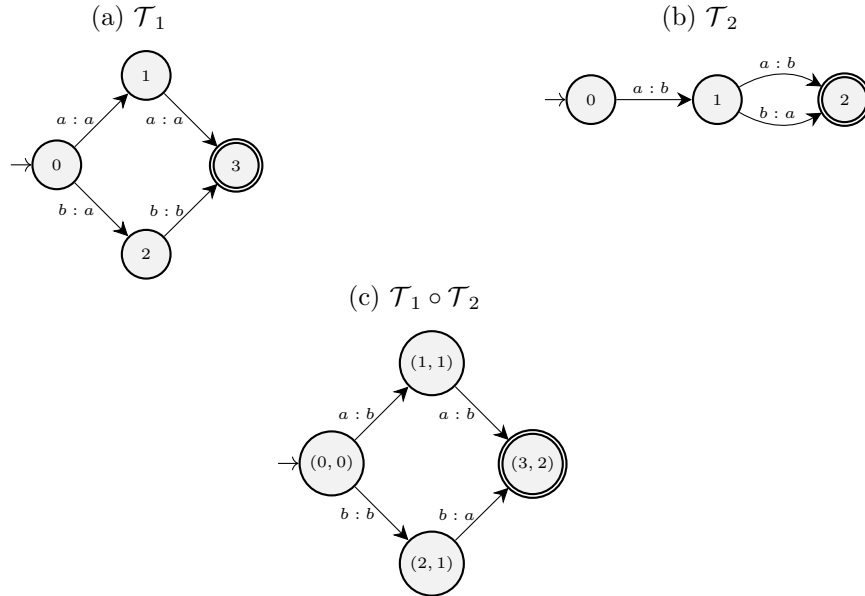 (a) 𝒯₁
(b) 𝒯₂
1
a : b
0
a : b
1
2
b : a
a : a
a : a
0
3
b : a
b : b
2
(c) 𝒯₁ ∘ 𝒯₂
(1, 1)
a : b
a : b
(0, 0)
(3, 2)
b : b
b : a
(2, 1)